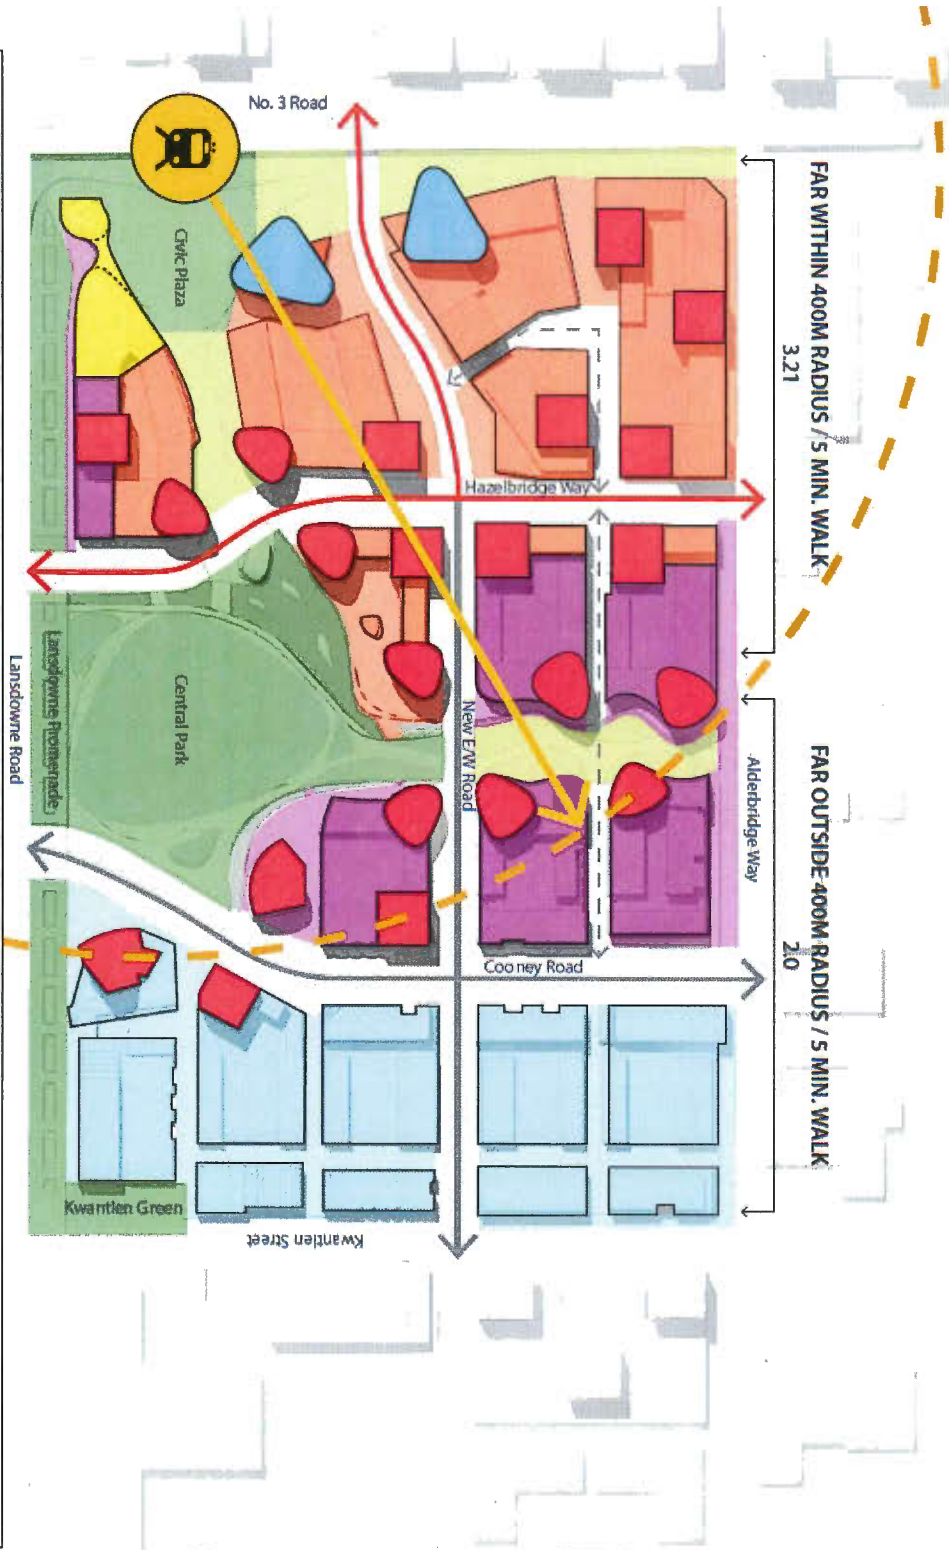 FAR WITHIN 400M RADIUS / 5 MIN. WALK
3.21
FAR OUTSIDE 400M RADIUS / 5 MIN. WALK
2.0
No. 3 Road
Civic Plaza
Hazelbridge Way
Alderbridge Way
New E/W Road
Central Park
Lansdowne Promenade
Lansdowne Road
Cooney Road
Kwantlen Green
Kwantlen Street